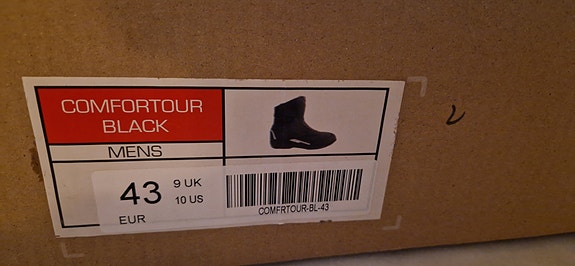 COMFORTOUR
BLACK
MENS
43 9 UK
EUR 10 US
COMFRTOUR-BL-43